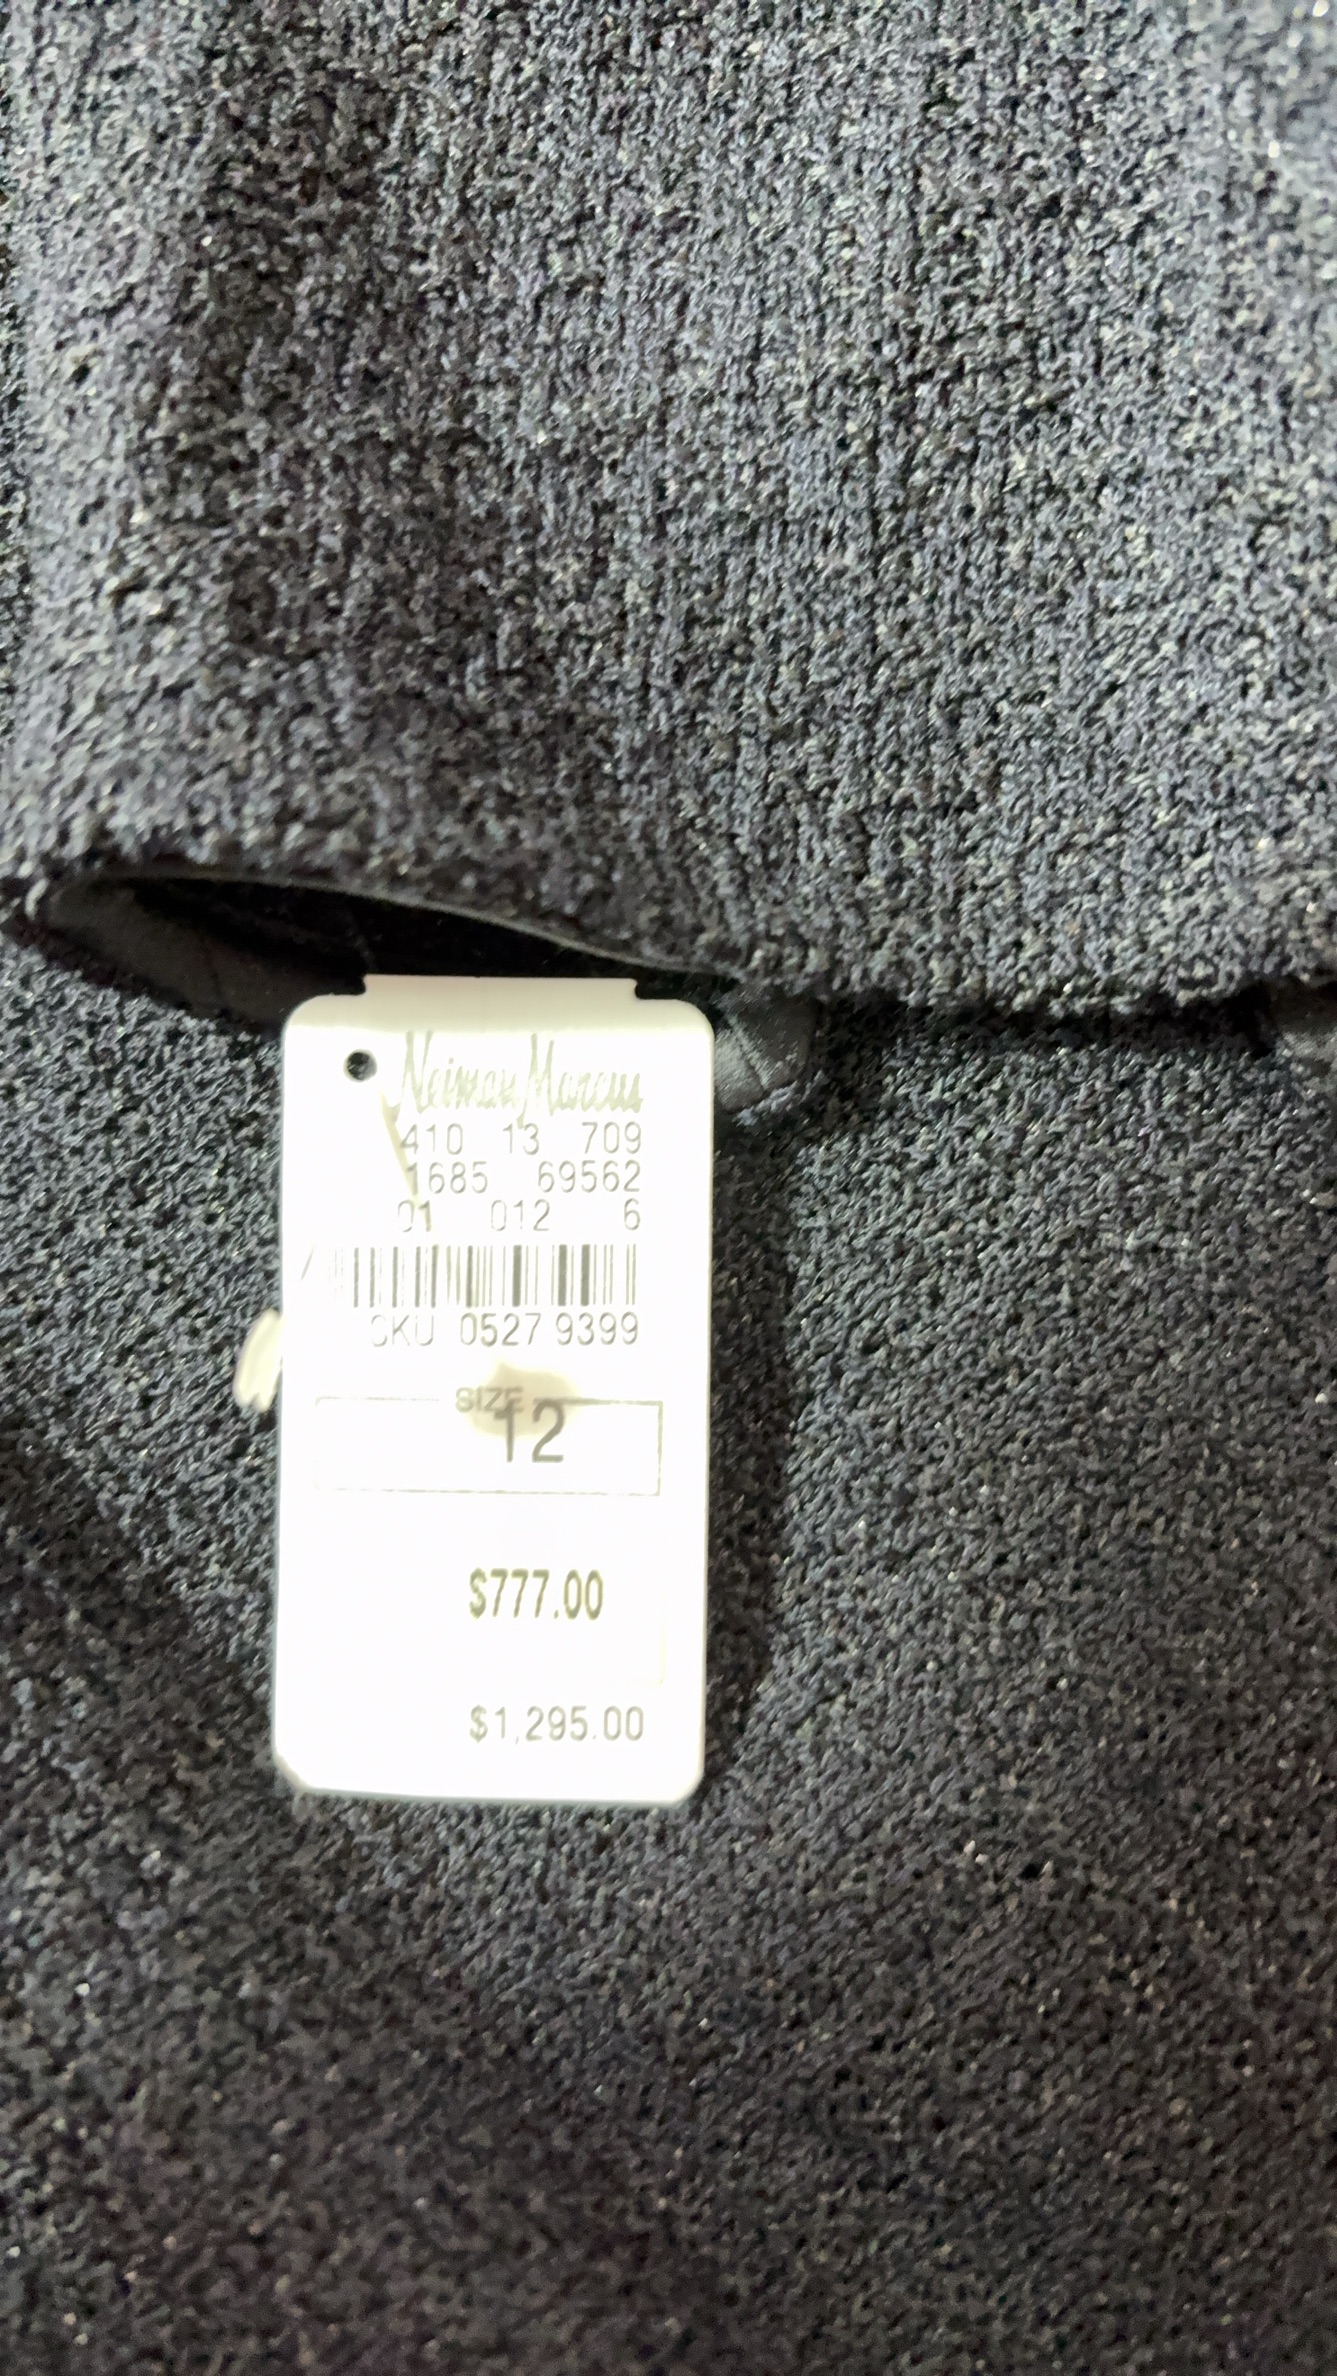 Neiman Marcus
410 13 709
1685 69562
01 012 6
SKU 0527 9399
SIZE
12
$777.00
$1,295.00